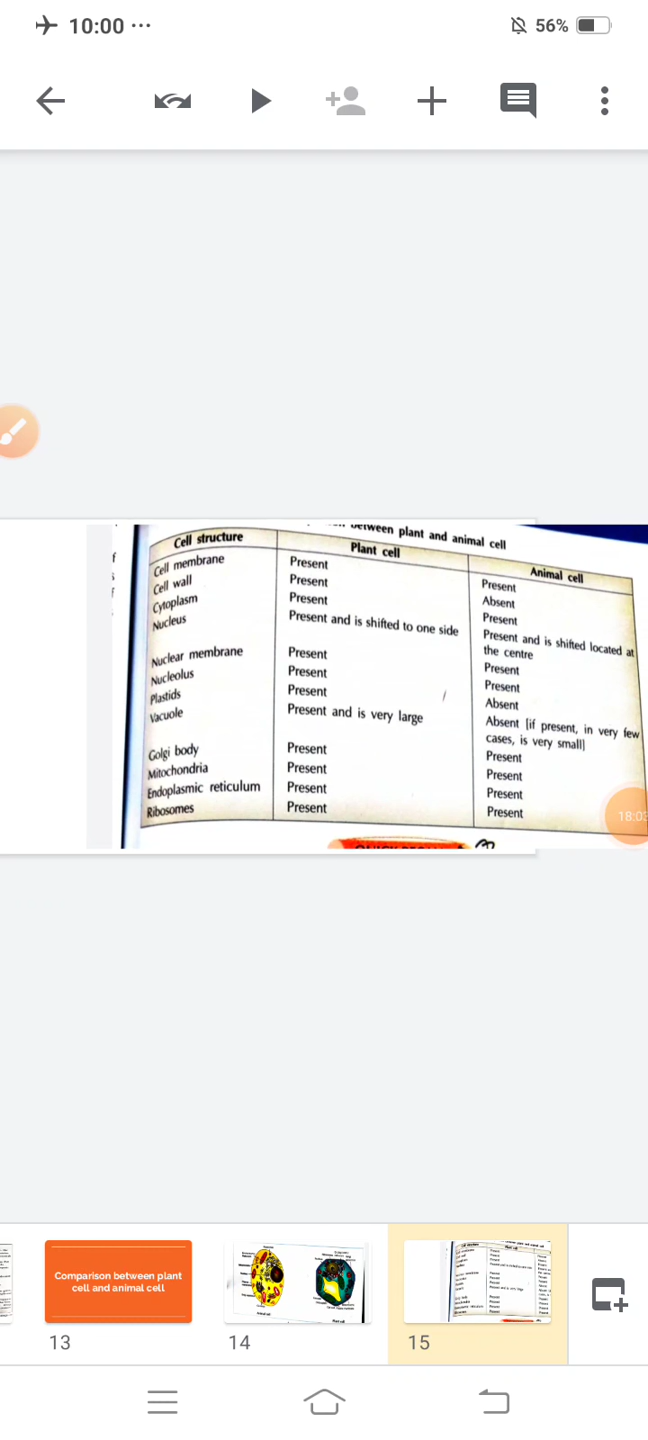 10:00
56%
between plant and animal cell
Cell structure Plant cell Animal cell
Cell membrane Present Present
Cell wall Present Absent
Cytoplasm Present Present
Nucleus Present and is shifted to one side Present and is shifted located at
the centre
Nuclear membrane Present Present
Nucleolus Present Present
Plastids Present Absent
Vacuole Present and is very large Absent [if present, in very few
cases, is very small]
Golgi body Present Present
Mitochondria Present Present
Endoplasmic reticulum Present Present
Ribosomes Present Present
18:03
Comparison between plant
cell and animal cell
13
14
15